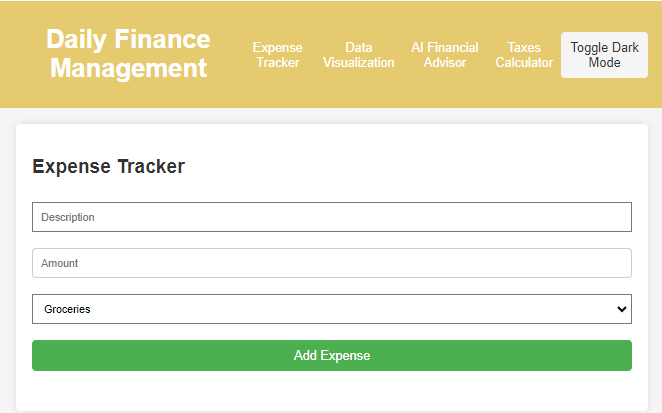 Daily Finance
Management
Expense
Tracker
Data
Visualization
AI Financial
Advisor
Taxes
Calculator
Toggle Dark
Mode
Expense Tracker
Description
Amount
Groceries
Add Expense